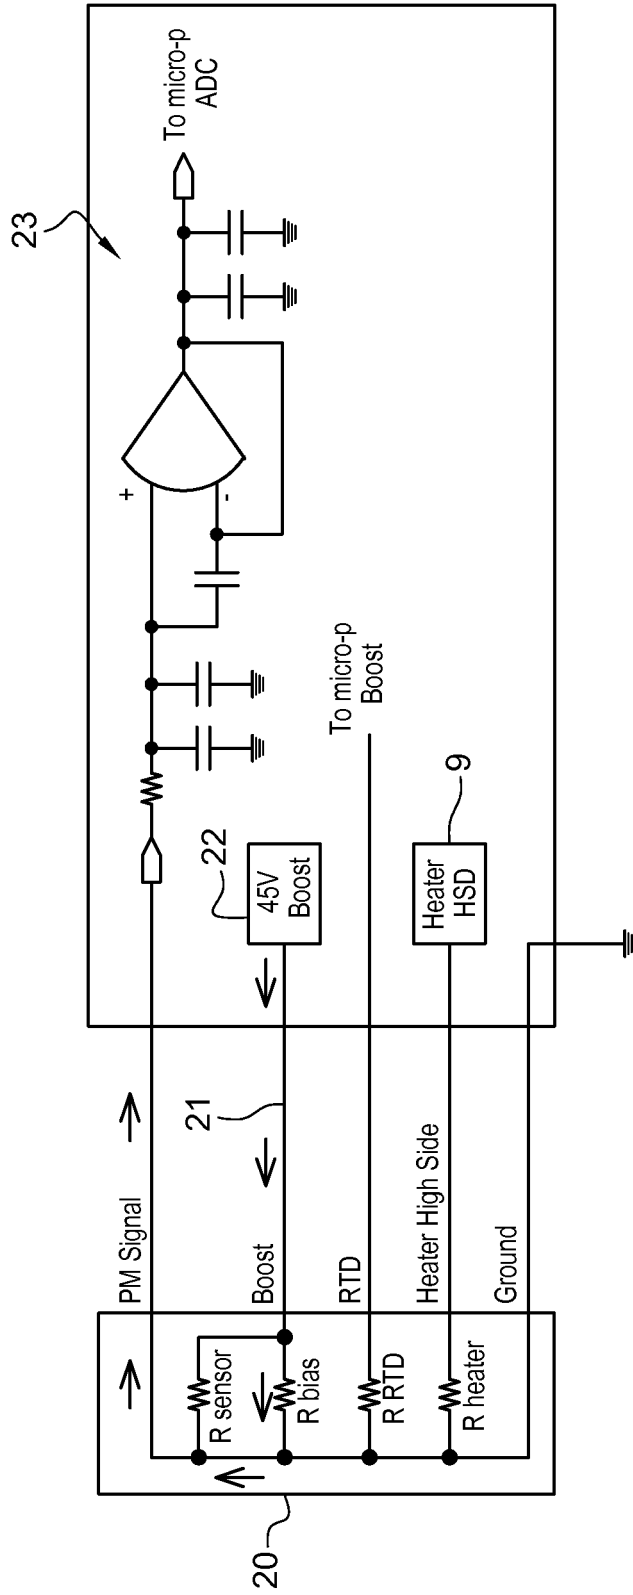 23
To micro-p
ADC
+
-
To micro-p
Boost
22
45V
Boost
9
Heater
HSD
21
PM Signal
Boost
RTD
Heater High Side
Ground
R sensor
R bias
R RTD
R heater
20